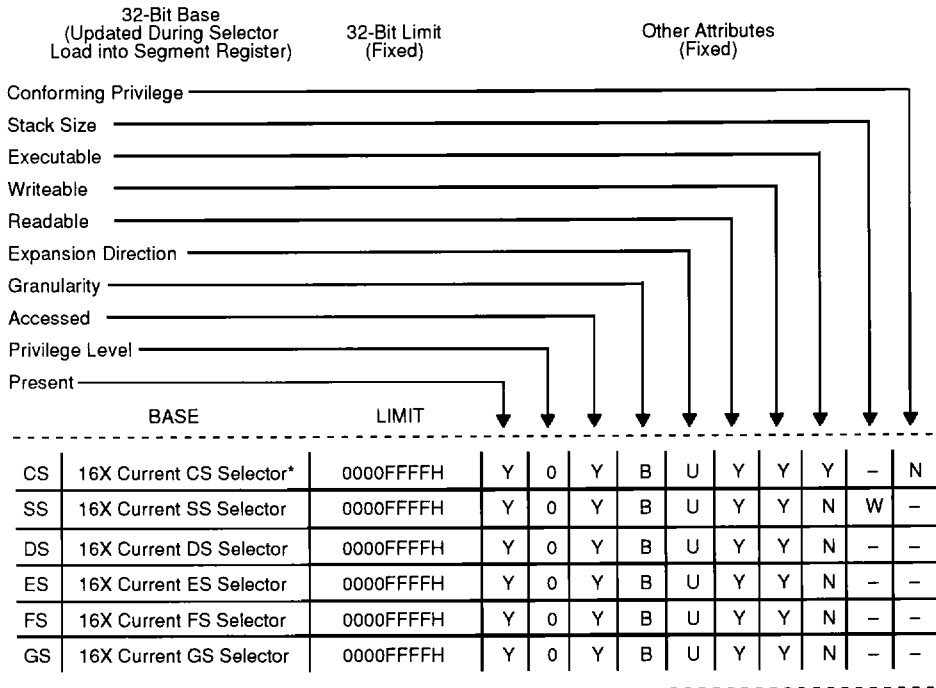 32-Bit Base
(Updated During Selector
Load into Segment Register)
32-Bit Limit
(Fixed)
Other Attributes
(Fixed)
Conforming Privilege
Stack Size
Executable
Writeable
Readable
Expansion Direction
Granularity
Accessed
Privilege Level
Present
BASE LIMIT
CS 16X Current CS Selector* 0000FFFFH Y 0 Y B U Y Y Y – N
SS 16X Current SS Selector 0000FFFFH Y 0 Y B U Y Y N W –
DS 16X Current DS Selector 0000FFFFH Y 0 Y B U Y Y N – –
ES 16X Current ES Selector 0000FFFFH Y 0 Y B U Y Y N – –
FS 16X Current FS Selector 0000FFFFH Y 0 Y B U Y Y N – –
GS 16X Current GS Selector 0000FFFFH Y 0 Y B U Y Y N – –